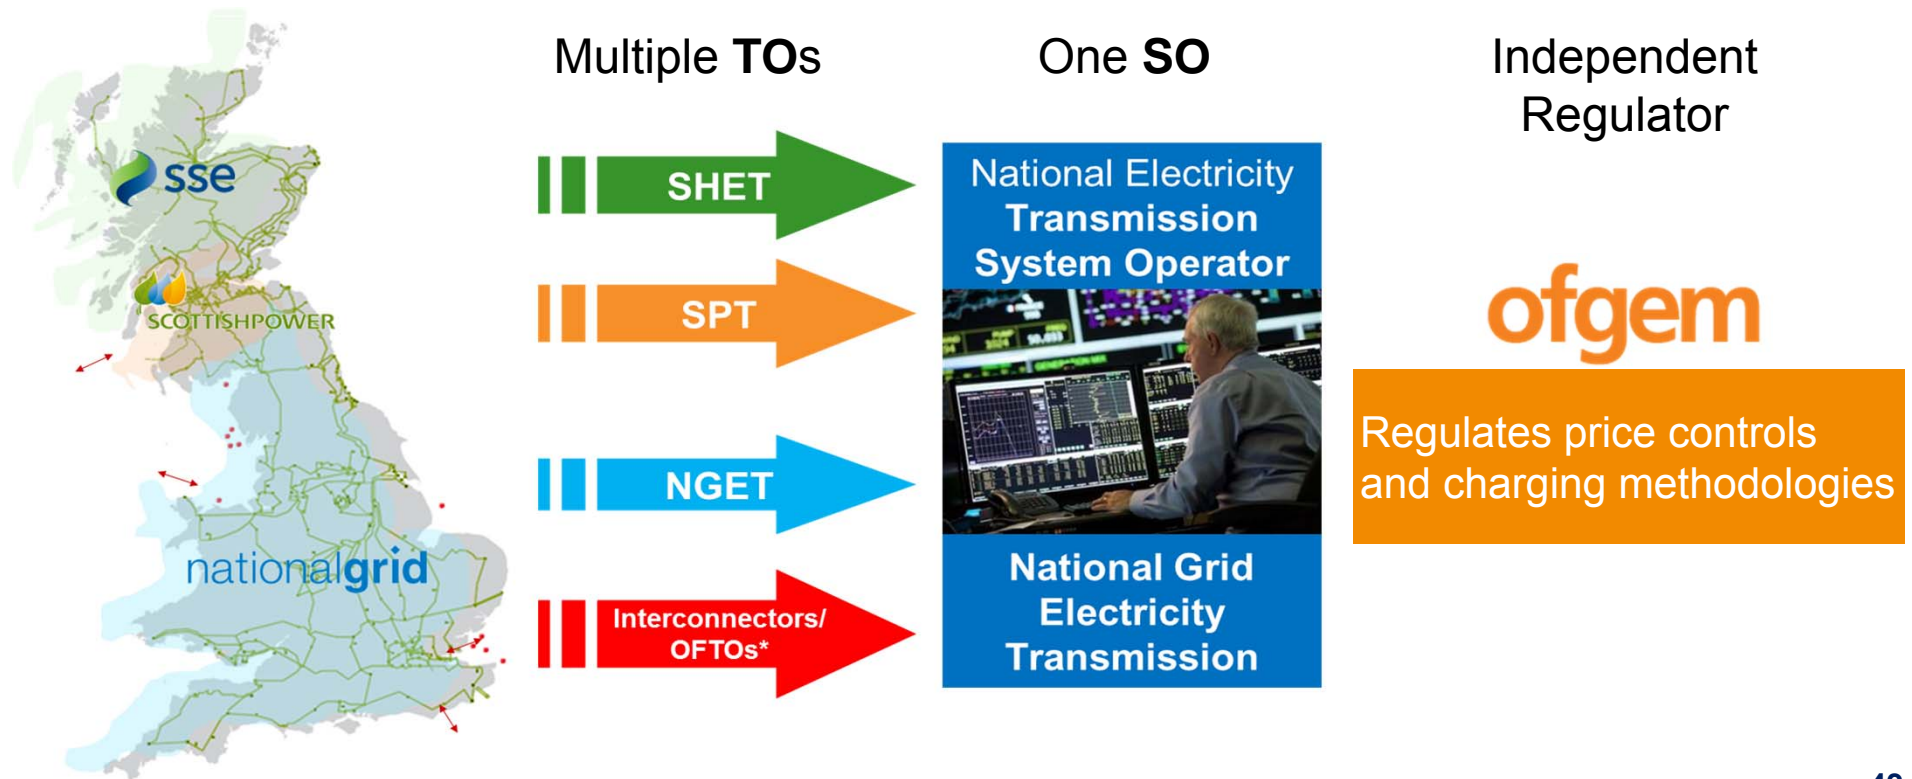 Multiple TOs
One SO
Independent
Regulator
sse
SCOTTISHPOWER
nationalgrid
SHET
SPT
NGET
Interconnectors/
OFTOs*
National Electricity
Transmission
System Operator
National Grid
Electricity
Transmission
ofgem
Regulates price controls
and charging methodologies